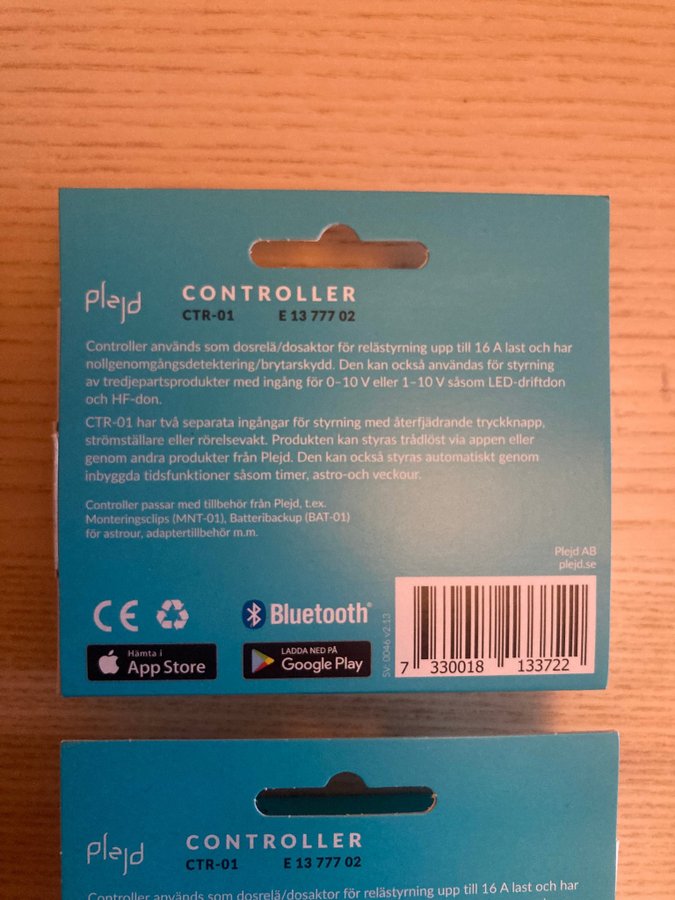 plejd
CONTROLLER
CTR-01 E 13 777 02
Controller används som dosrelä/dosaktor för relästyrning upp till 16 A last och har
nollgenomgångsdetektering/brytarskydd. Den kan också användas för styrning
av tredjepartsprodukter med ingång för 0–10 V eller 1–10 V såsom LED-driftdon
och HF-don.
CTR-01 har två separata ingångar för styrning med återfjädrande tryckknapp,
strömställare eller rörelsevakt. Produkten kan styras trådlöst via appen eller
genom andra produkter från Plejd. Den kan också styras automatiskt genom
inbyggda tidsfunktioner såsom timer, astro-och veckour.
Controller passar med tillbehör från Plejd, t.ex.
Monteringsclips (MNT-01), Batteribackup (BAT-01)
för astrour, adaptertillbehör m.m.
Plejd AB
plejd.se
CE
Bluetooth®
Hämta i
App Store
LADDA NED PÅ
Google Play
SV: 0046 v2.13
7 330018 133722
plejd
CONTROLLER
CTR-01 E 13 777 02
Controller används som dosrelä/dosaktor för relästyrning upp till 16 A last och har